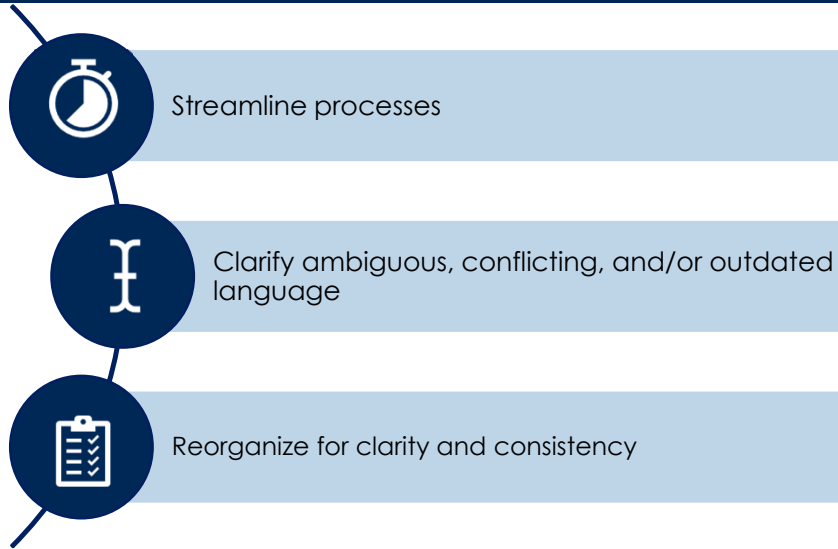 Streamline processes
Clarify ambiguous, conflicting, and/or outdated
language
Reorganize for clarity and consistency